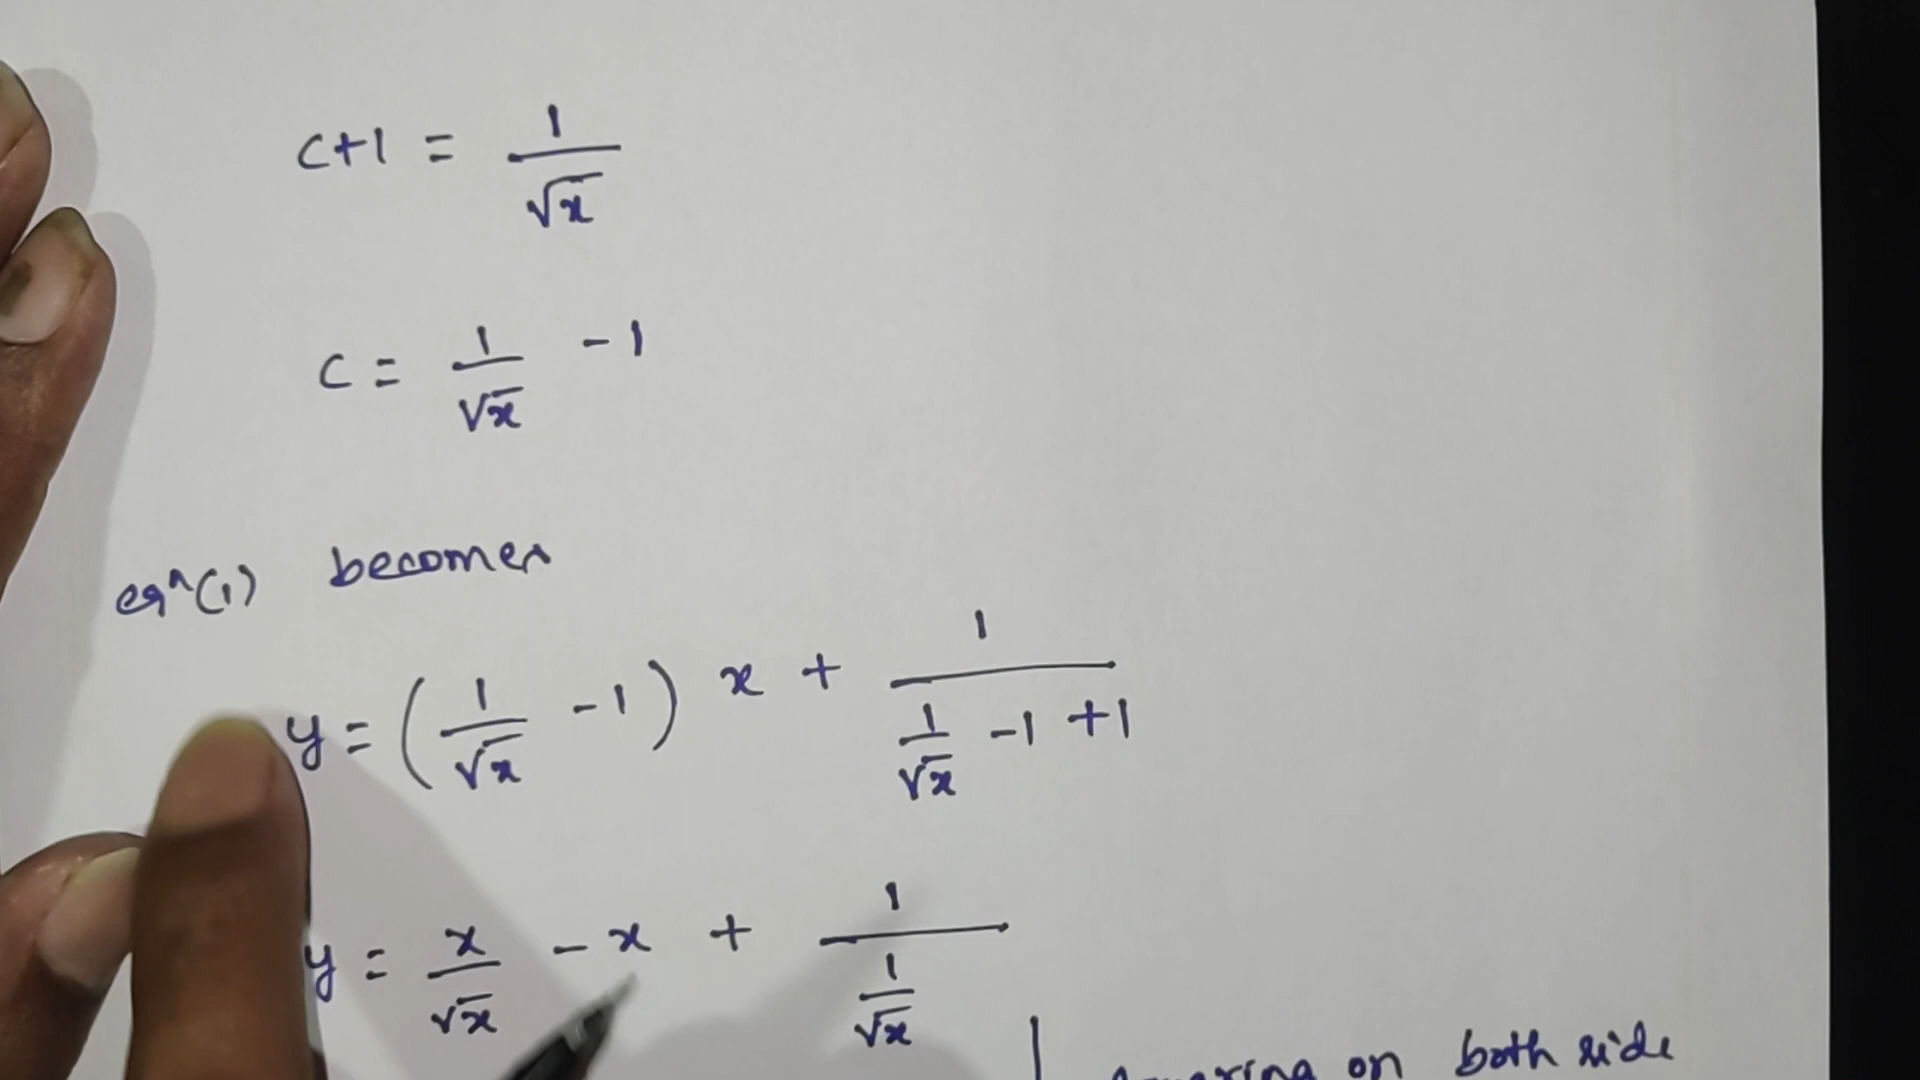 c+1 = 1/√x
c = 1/√x - 1
eqⁿ(1) becomes
y = (1/√x - 1) x + 1/(1/√x - 1 + 1)
y = x/√x - x + 1/(1/√x)
on both side